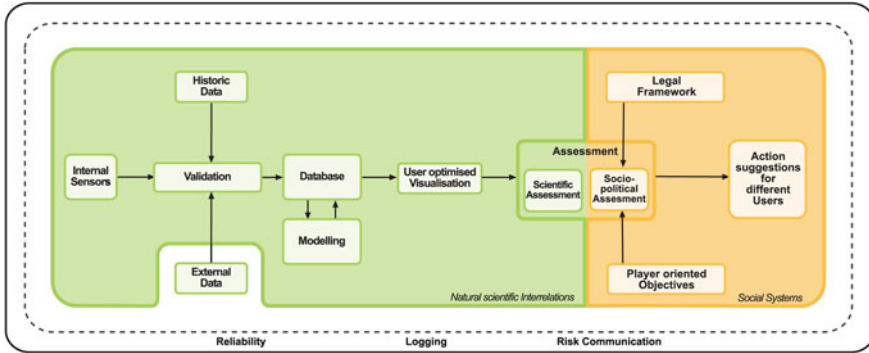 Historic
Data
Legal
Framework
Internal
Sensors
Validation
Database
User optimised
Visualisation
Assessment
Scientific
Assessment
Socio-
political
Assesment
Action
suggestions
for
different
Users
Modelling
External
Data
Player oriented
Objectives
Natural scientific Interrelations
Social Systems
Reliability
Logging
Risk Communication